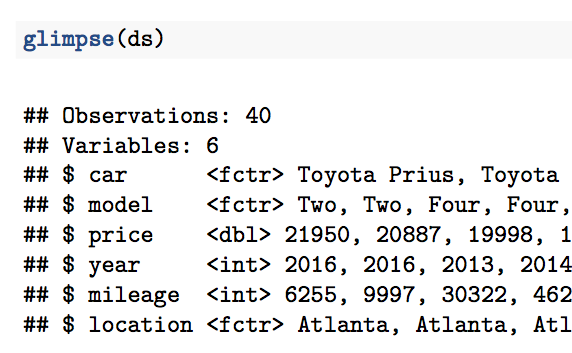 glimpse(ds)
## Observations: 40
## Variables: 6
## $ car      <fctr> Toyota Prius, Toyota
## $ model    <fctr> Two, Two, Four, Four,
## $ price    <dbl> 21950, 20887, 19998, 1
## $ year     <int> 2016, 2016, 2013, 2014
## $ mileage  <int> 6255, 9997, 30322, 462
## $ location <fctr> Atlanta, Atlanta, Atl